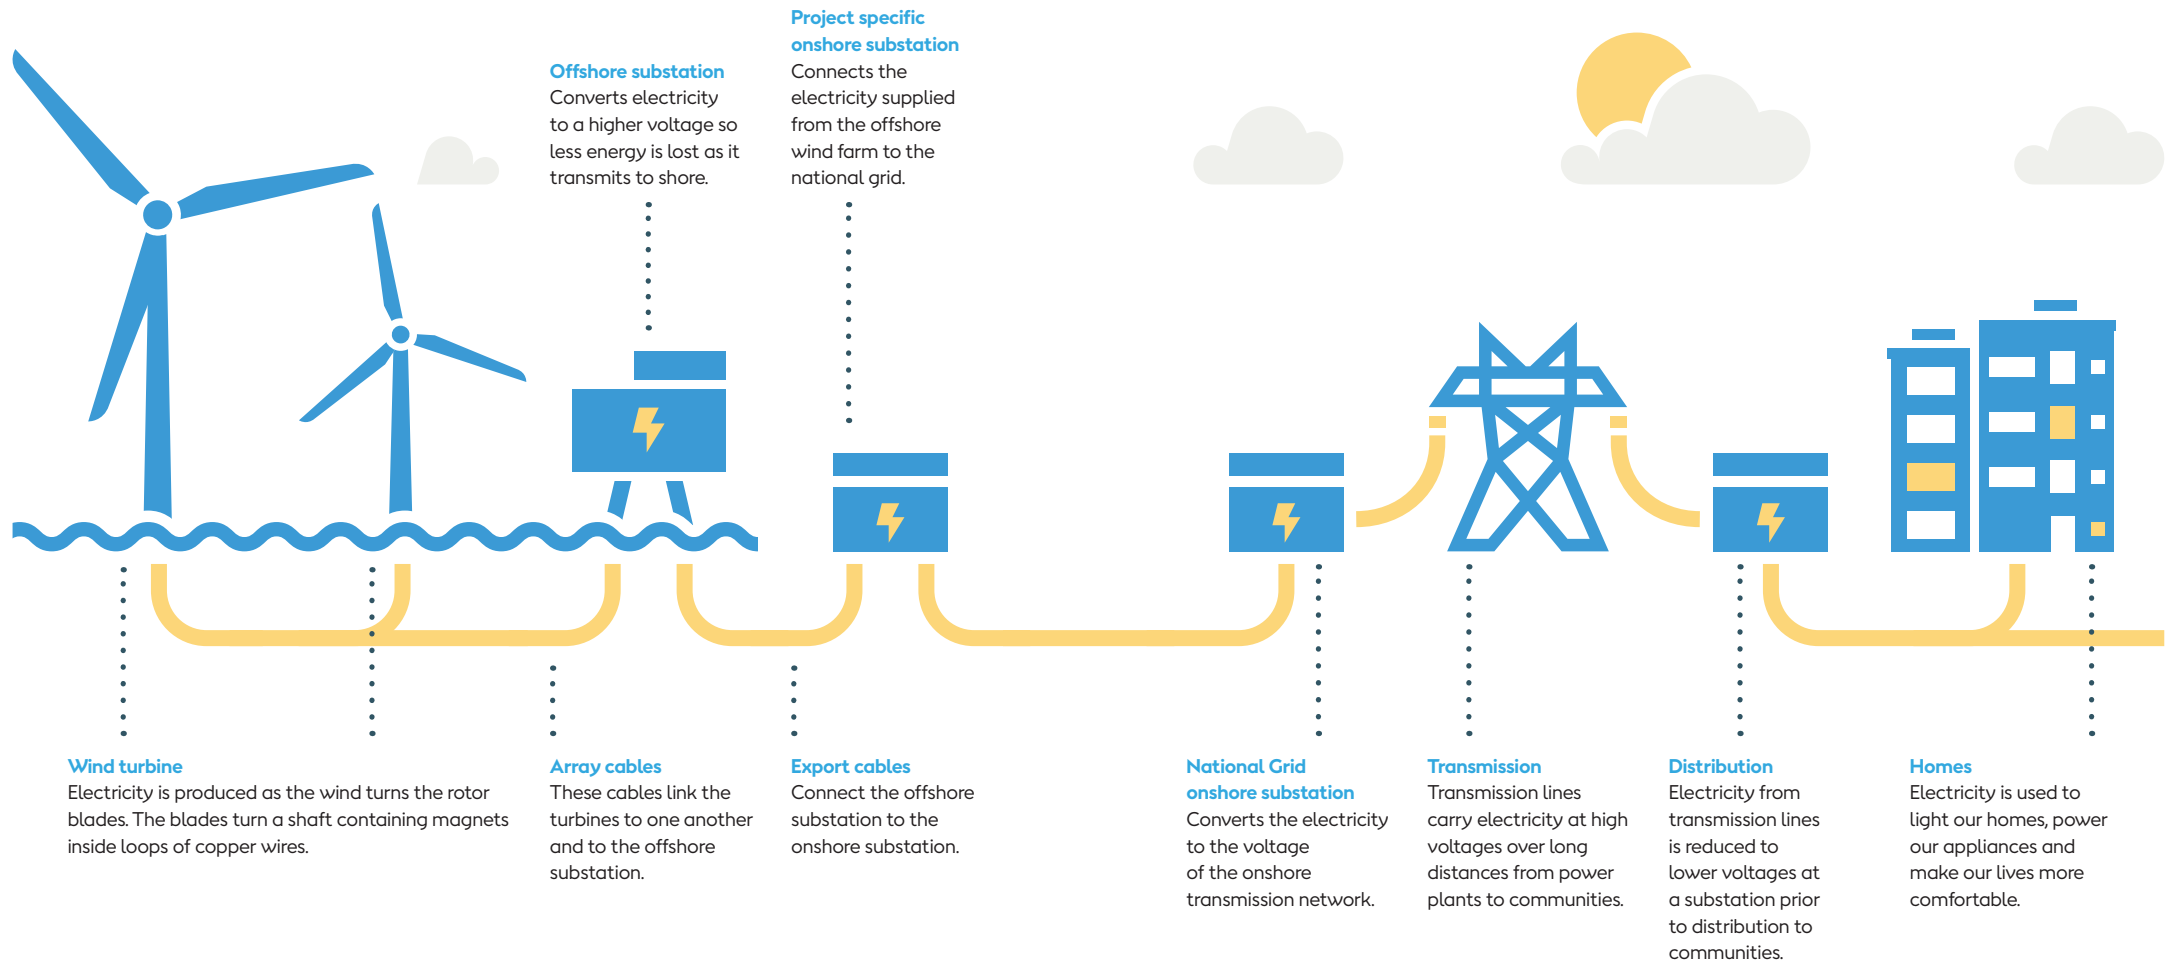 Project specific
onshore substation
Connects the
electricity supplied
from the offshore
wind farm to the
national grid.
Offshore substation
Converts electricity
to a higher voltage so
less energy is lost as it
transmits to shore.
Wind turbine
Electricity is produced as the wind turns the rotor
blades. The blades turn a shaft containing magnets
inside loops of copper wires.
Array cables
These cables link the
turbines to one another
and to the offshore
substation.
Export cables
Connect the offshore
substation to the
onshore substation.
National Grid
onshore substation
Converts the electricity
to the voltage
of the onshore
transmission network.
Transmission
Transmission lines
carry electricity at high
voltages over long
distances from power
plants to communities.
Distribution
Electricity from
transmission lines
is reduced to
lower voltages at
a substation prior
to distribution to
communities.
Homes
Electricity is used to
light our homes, power
our appliances and
make our lives more
comfortable.